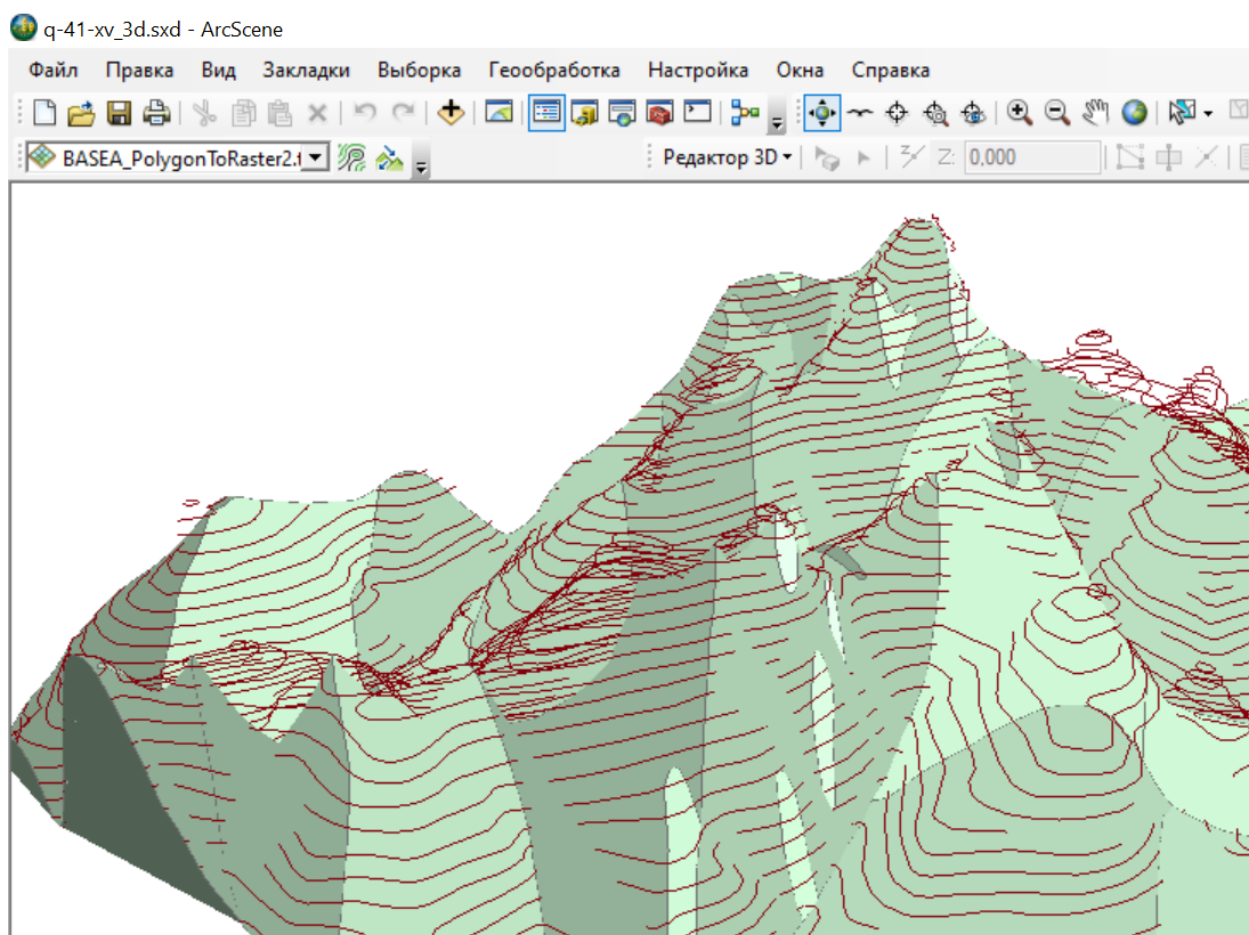 q-41-xv_3d.sxd - ArcScene
Файл Правка Вид Закладки Выборка Геообработка Настройка Окна Справка
BASEA_PolygonToRaster2.t Редактор 3D Z: 0,000